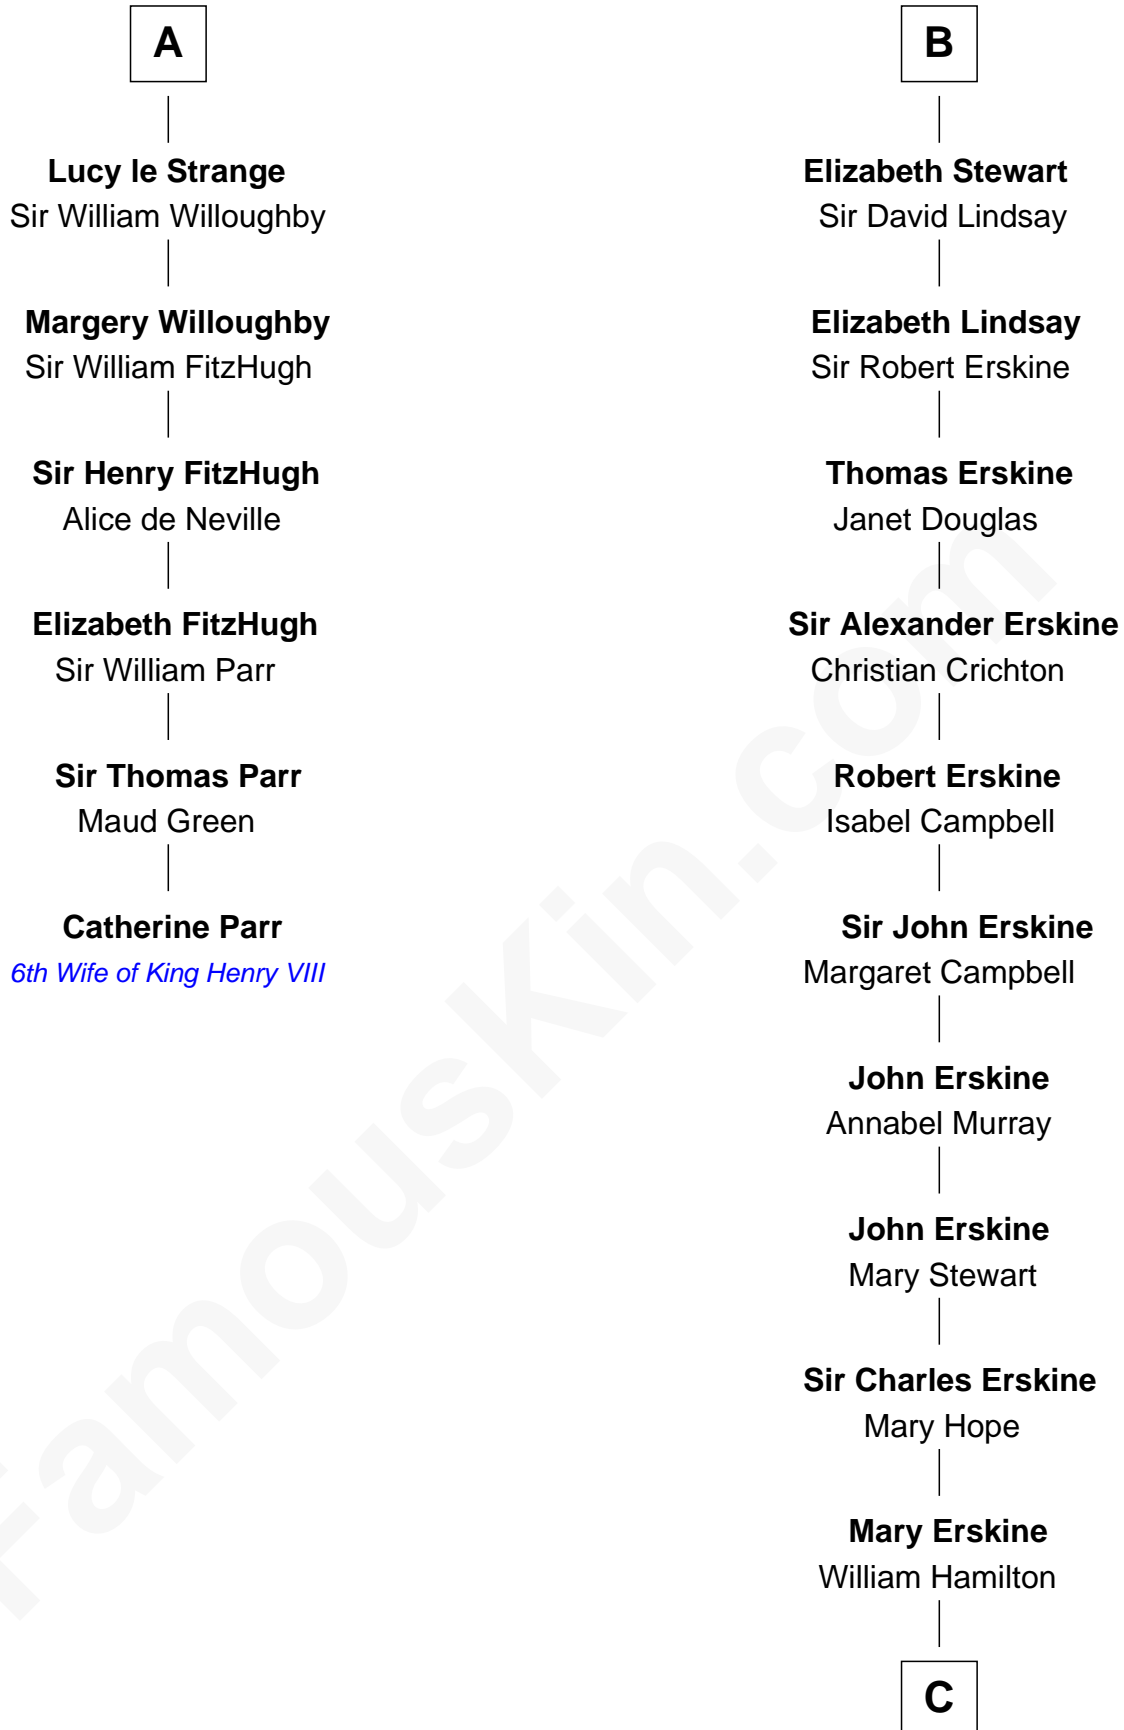 A
Lucy le Strange
Sir William Willoughby
Margery Willoughby
Sir William FitzHugh
Sir Henry FitzHugh
Alice de Neville
Elizabeth FitzHugh
Sir William Parr
Sir Thomas Parr
Maud Green
Catherine Parr
6th Wife of King Henry VIII
B
Elizabeth Stewart
Sir David Lindsay
Elizabeth Lindsay
Sir Robert Erskine
Thomas Erskine
Janet Douglas
Sir Alexander Erskine
Christian Crichton
Robert Erskine
Isabel Campbell
Sir John Erskine
Margaret Campbell
John Erskine
Annabel Murray
John Erskine
Mary Stewart
Sir Charles Erskine
Mary Hope
Mary Erskine
William Hamilton
C
FamousKin.com